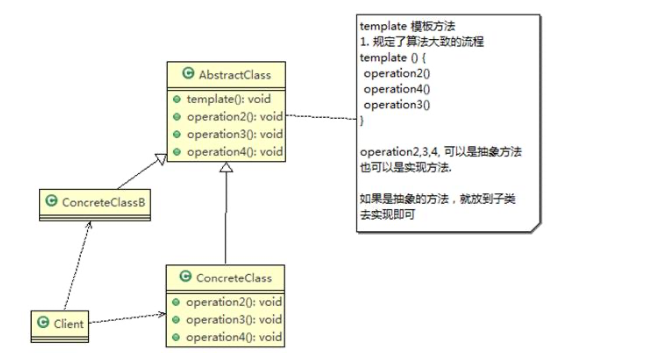 AbstractClass
template(): void
operation2(): void
operation3(): void
operation4(): void
template 模板方法
1. 规定了算法大致的流程
template () {
operation2()
operation4()
operation3()
}
operation2,3,4, 可以是抽象方法
也可以是实现方法.
如果是抽象的方法，就放到子类
去实现即可
ConcreteClassB
ConcreteClass
operation2(): void
operation3(): void
operation4(): void
Client